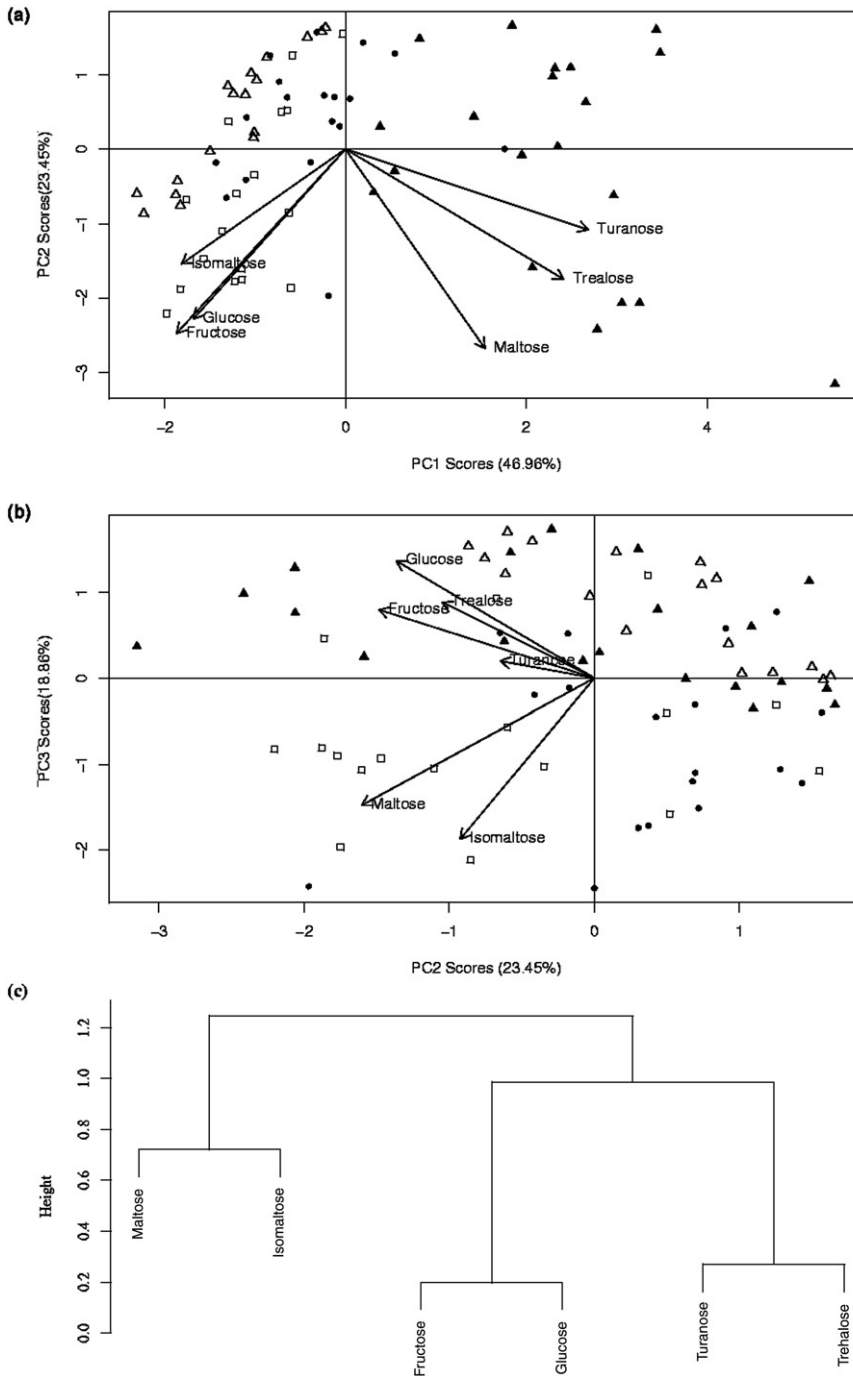 (a)
1
0
−1
−2
−3
PC2 Scores(23.45%)
Turanose
Trealose
Maltose
Isomaltose
Glucose
Fructose
−2
0
2
4
PC1 Scores (46.96%)
(b)
1
0
−1
−2
PC3 Scores(18.86%)
Glucose
Trealose
Fructose
Turanose
Maltose
Isomaltose
−3
−2
−1
0
1
PC2 Scores (23.45%)
(c)
Height
1.2
1.0
0.8
0.6
0.4
0.2
0.0
Maltose
Isomaltose
Fructose
Glucose
Turanose
Trehalose